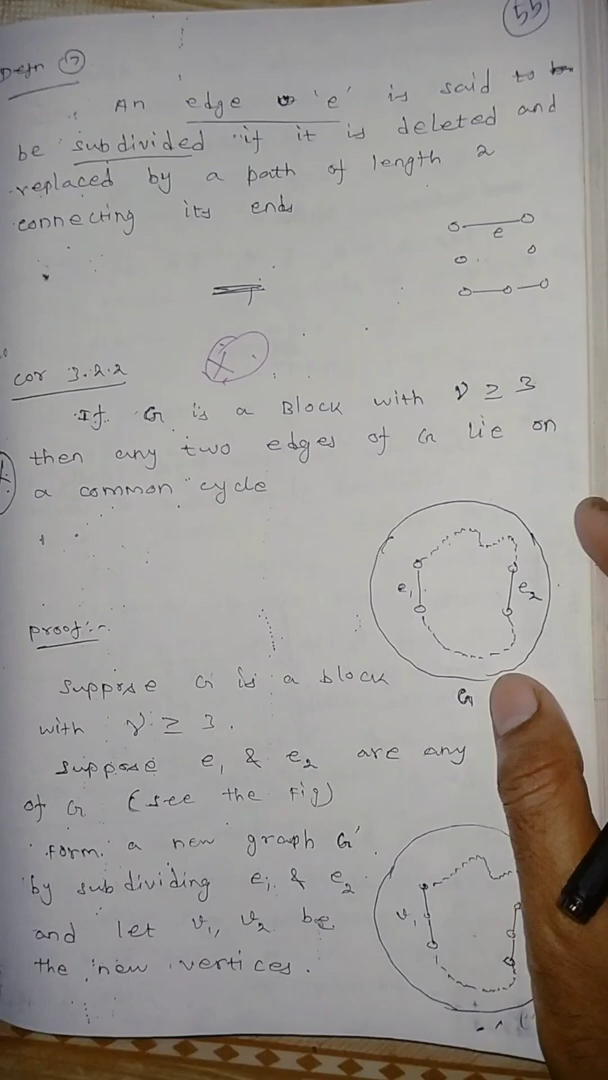 55
Defn 7
An edge 'e' is said to
be subdivided if it is deleted and
replaced by a path of length 2
connecting its ends
e
cor 3.2.2
If G is a Block with ν ≥ 3
then any two edges of G lie on
a common cycle
e₁ e₂
G
proof:-
Suppose G is a block
with ν ≥ 3.
Suppose e₁ & e₂ are any
of G (see the Fig)
form a new graph G'
by sub dividing e₁ & e₂
and let v₁, v₂ be
the new vertices.
v₁